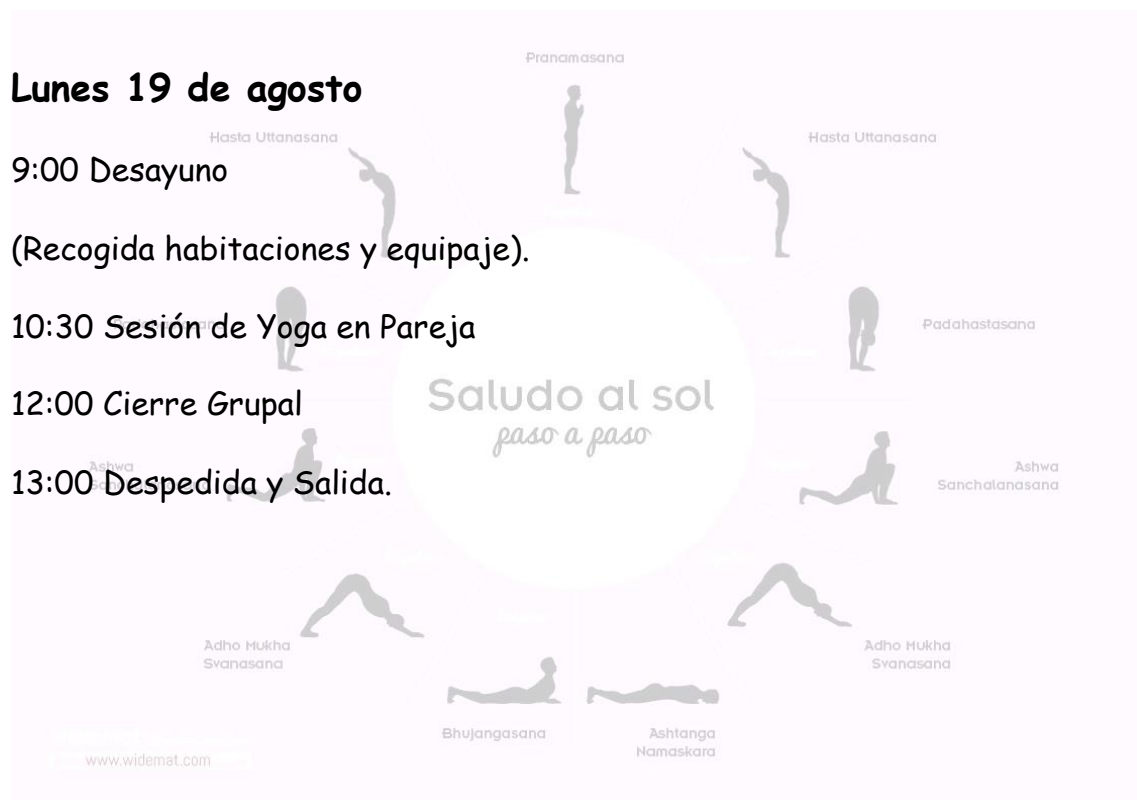 Pranamasana
Lunes 19 de agosto
Hasta Uttanasana
Hasta Uttanasana
9:00 Desayuno
(Recogida habitaciones y equipaje).
10:30 Sesión de Yoga en Pareja
Padahastasana
Saludo al sol
paso a paso
12:00 Cierre Grupal
Ashwa
13:00 Despedida y Salida.
Ashwa
Sanchalanasana
Adho Mukha
Svanasana
Adho Mukha
Svanasana
Bhujangasana
Ashtanga
Namaskara
www.widemat.com